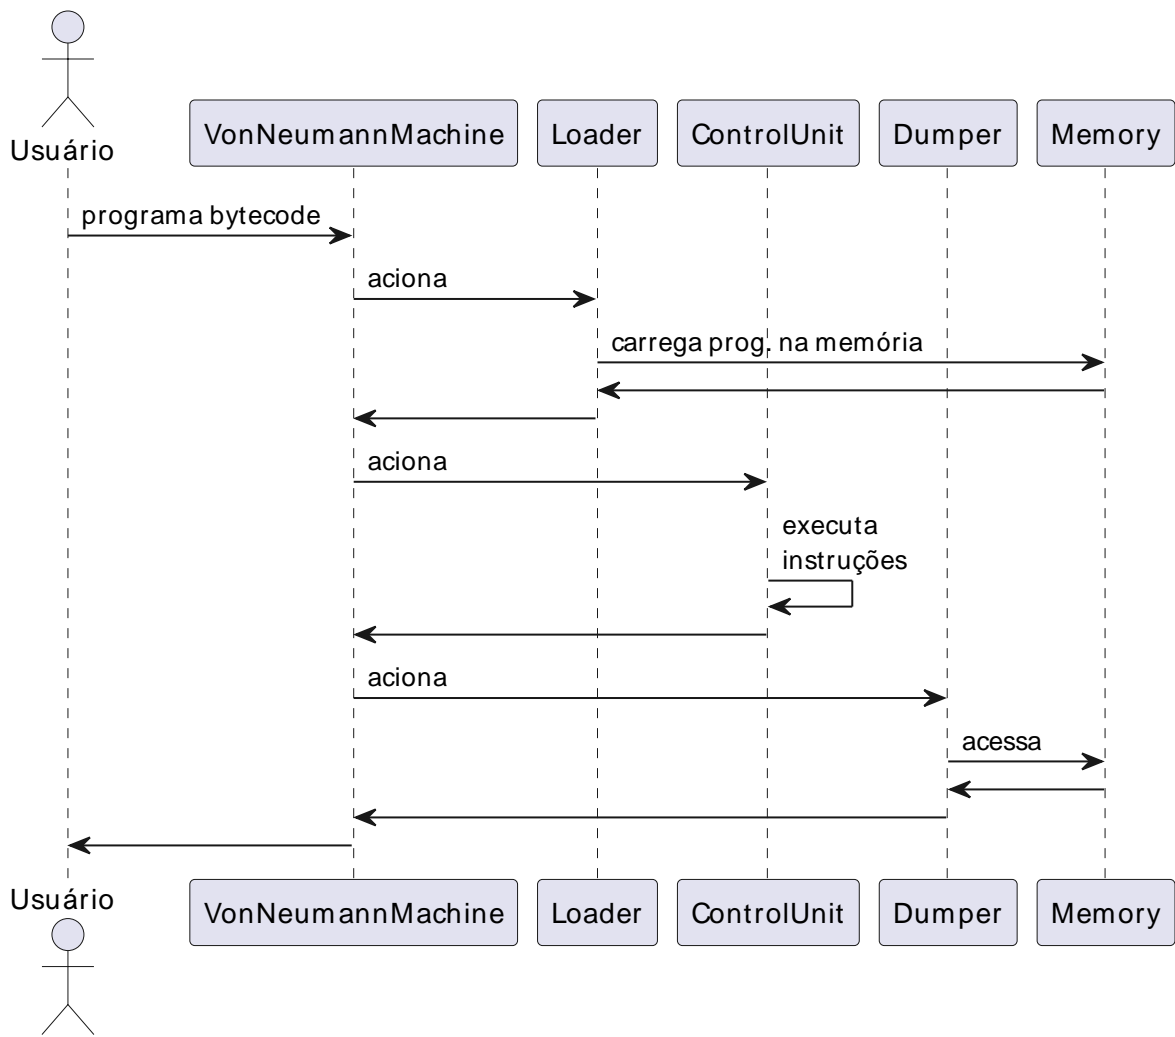 Usuário
VonNeumannMachine
Loader
ControlUnit
Dumper
Memory
programa bytecode
aciona
carrega prog. na memória
aciona
executa
instruções
aciona
acessa
Usuário
VonNeumannMachine
Loader
ControlUnit
Dumper
Memory